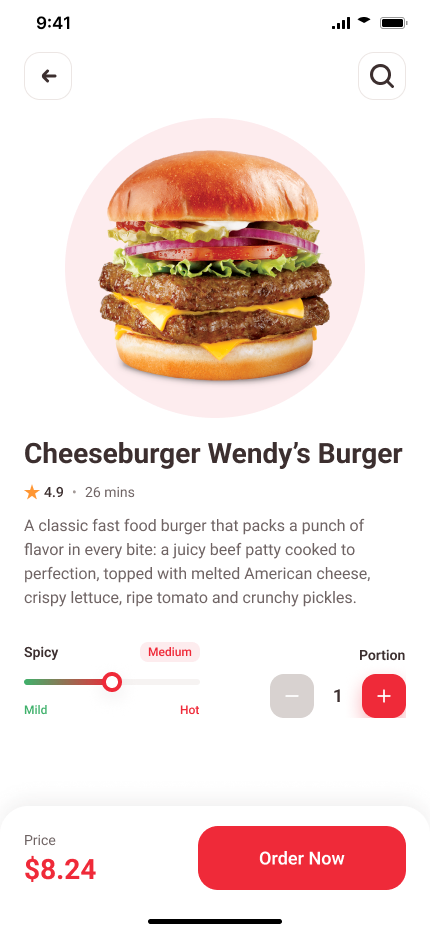 9:41
Cheeseburger Wendy’s Burger
4.9 • 26 mins
A classic fast food burger that packs a punch of
flavor in every bite: a juicy beef patty cooked to
perfection, topped with melted American cheese,
crispy lettuce, ripe tomato and crunchy pickles.
Spicy Medium
Mild Hot
Portion
1
Price
$8.24
Order Now